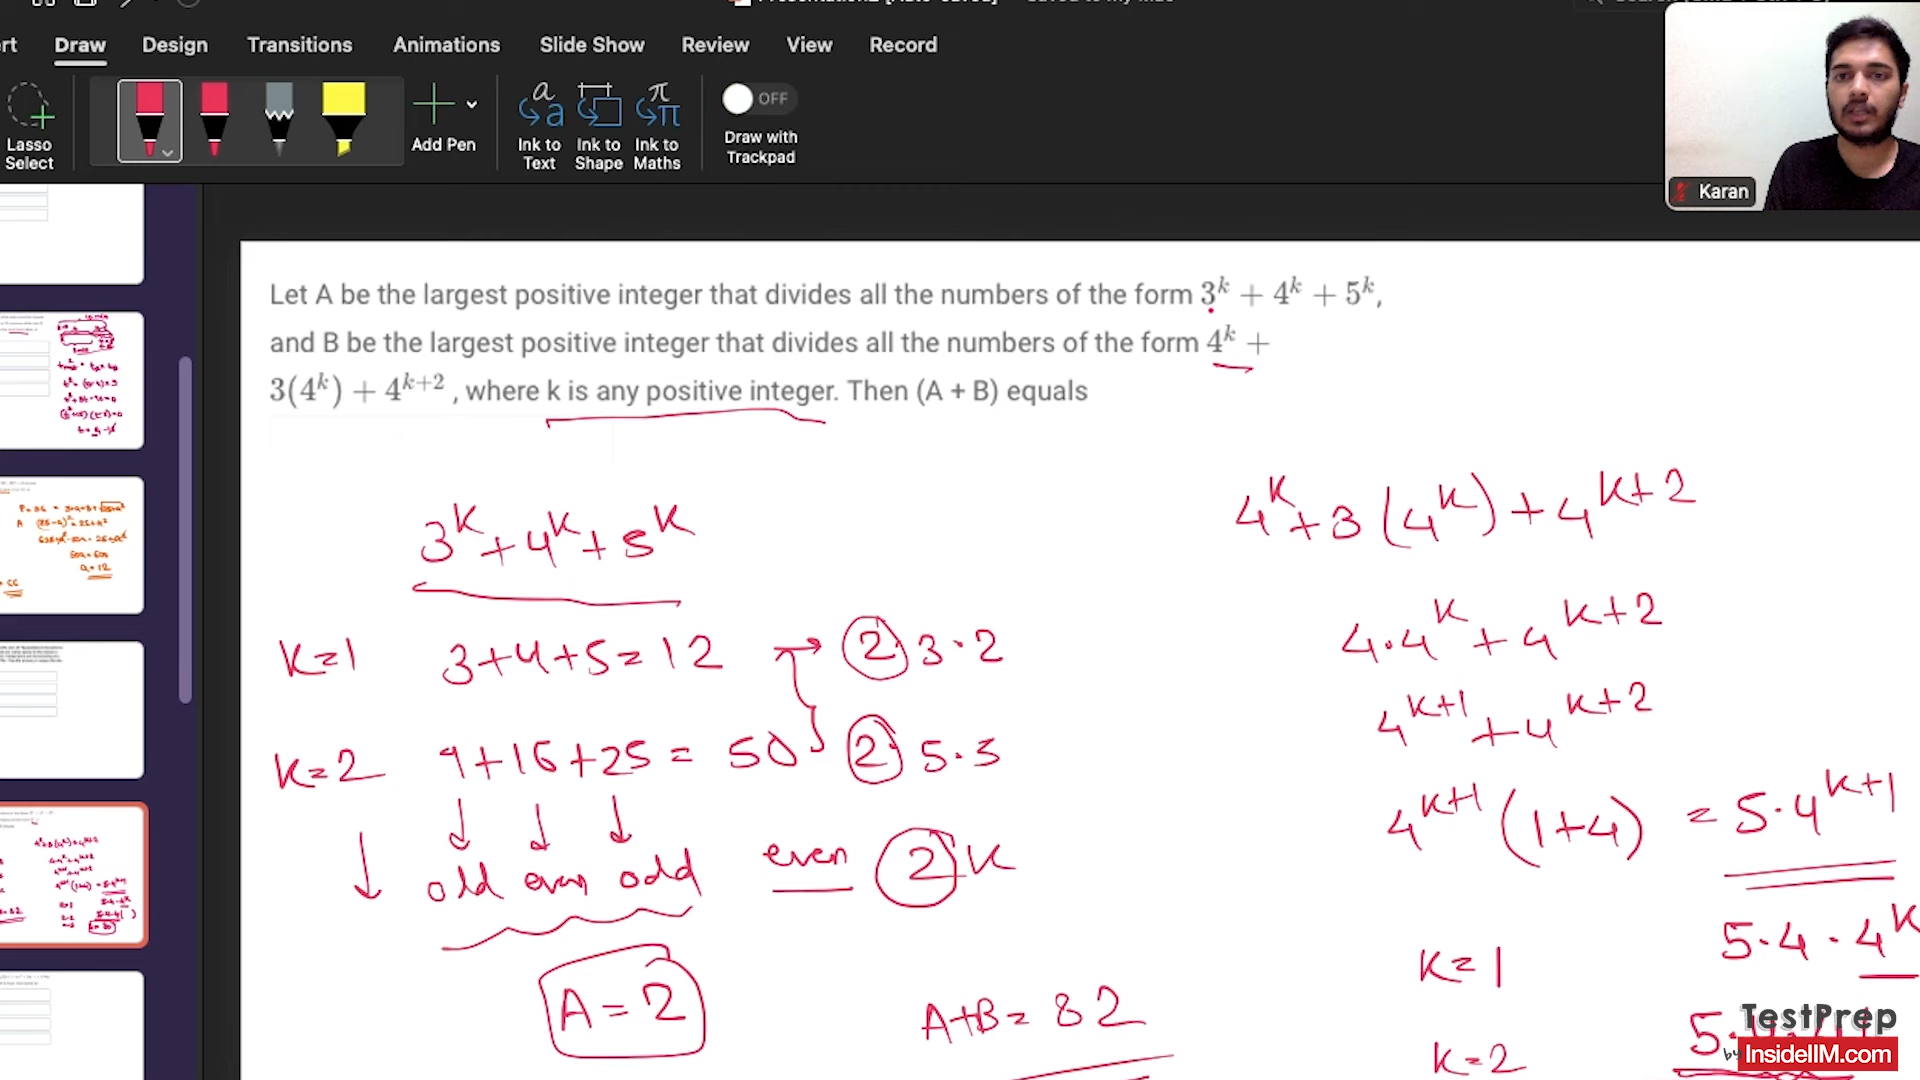 Draw Design Transitions Animations Slide Show Review View Record
OFF
Lasso Select
Add Pen
Ink to Text
Ink to Shape
Ink to Maths
Draw with Trackpad
Karan
Let A be the largest positive integer that divides all the numbers of the form 3^k + 4^k + 5^k,
and B be the largest positive integer that divides all the numbers of the form 4^k +
3(4^k) + 4^{k+2} , where k is any positive integer. Then (A + B) equals
3^k + 4^k + 5^k
k=1 3+4+5=12 → 2 3·2
k=2 9+16+25= 50 2· 5·5
odd even odd even 2k
A=2
A+B= 82
4^k + 3(4^k) + 4^{k+2}
4·4^k + 4^{k+2}
4^{k+1} + 4^{k+2}
4^{k+1} (1+4) = 5·4^{k+1}
5·4·4^k
k=1
k=2
TestPrep
by InsideIIM.com